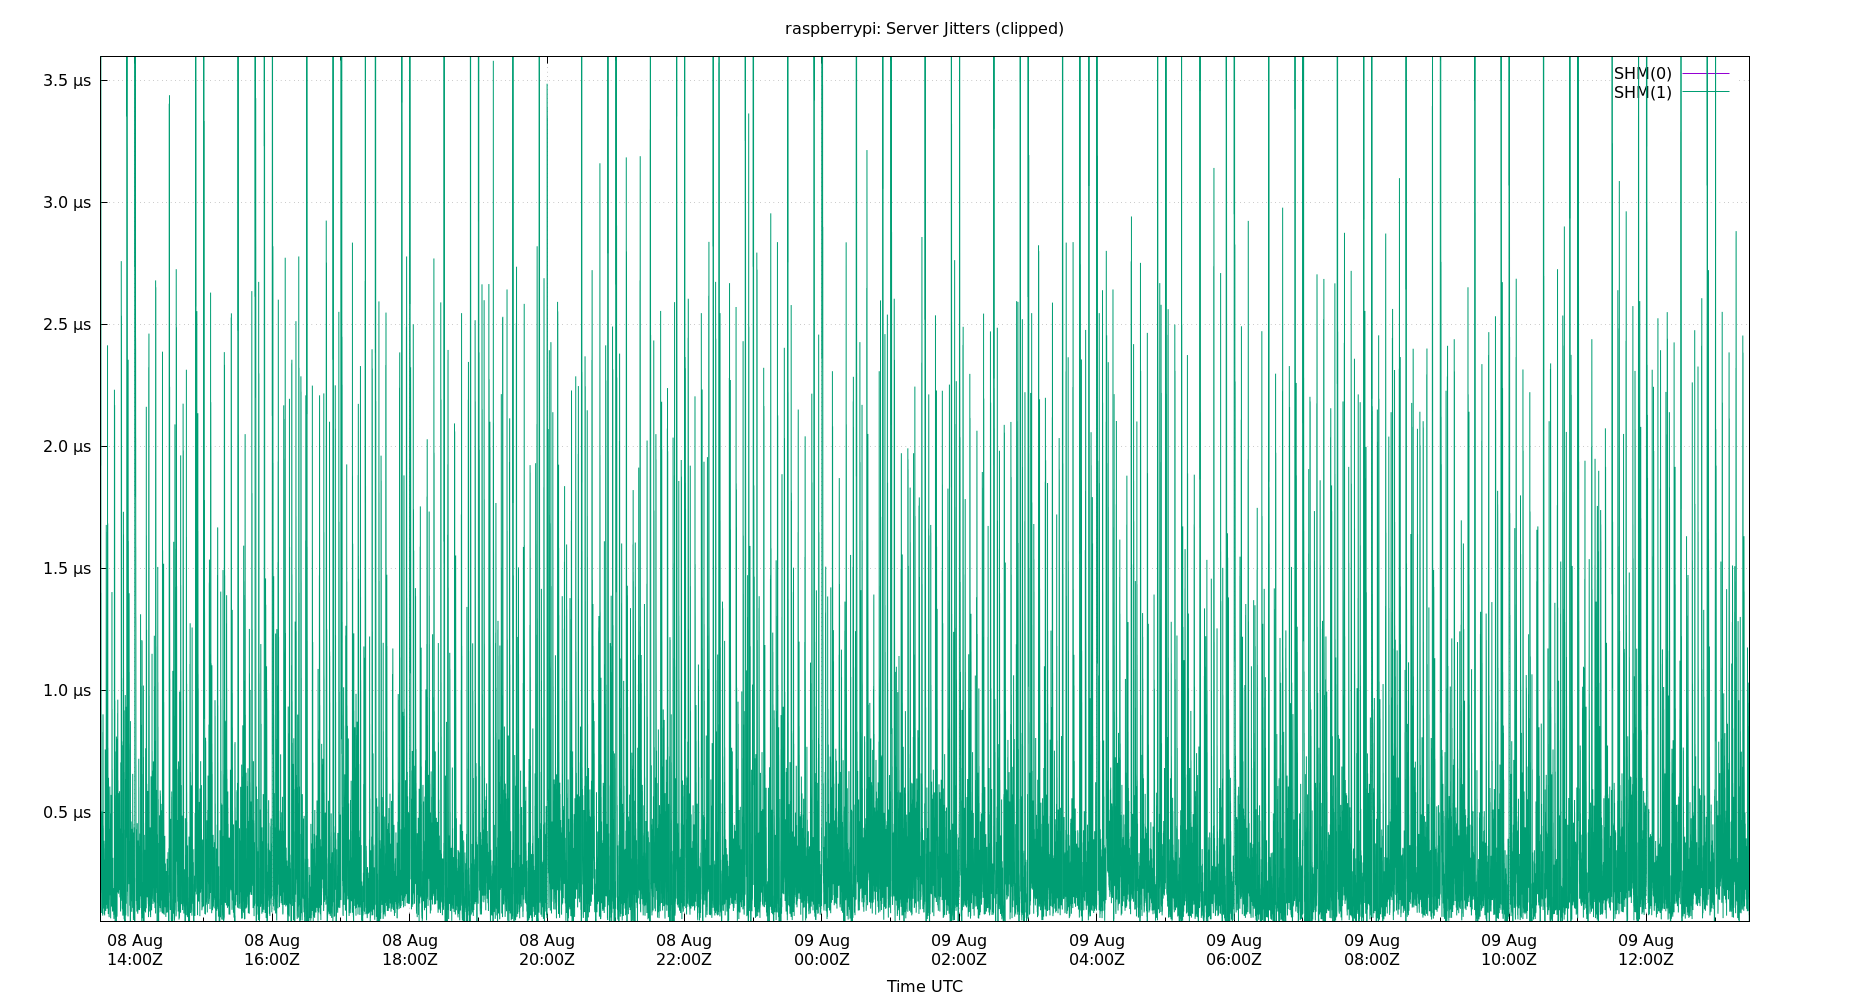 raspberrypi: Server Jitters (clipped)
SHM(0)
SHM(1)
3.5 μs
3.0 μs
2.5 μs
2.0 μs
1.5 μs
1.0 μs
0.5 μs
08 Aug 08 Aug 08 Aug 08 Aug 08 Aug 09 Aug 09 Aug 09 Aug 09 Aug 09 Aug 09 Aug 09 Aug
14:00Z 16:00Z 18:00Z 20:00Z 22:00Z 00:00Z 02:00Z 04:00Z 06:00Z 08:00Z 10:00Z 12:00Z
Time UTC